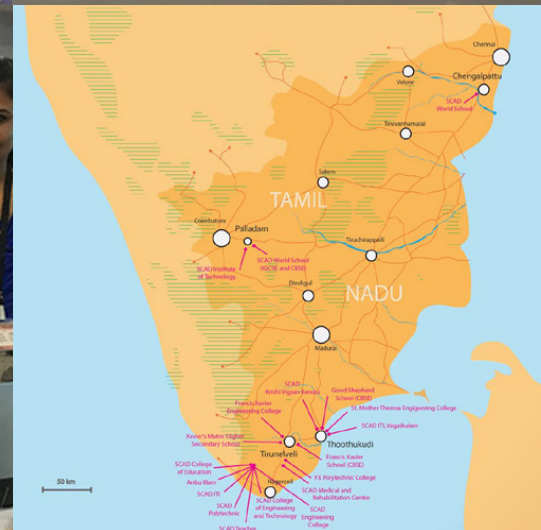 Chennai
Chengalpattu
Vellore
SCAD
World School
Tiruvannamalai
Salem
TAMIL
Coimbatore
Palladam
Tiruchirappalli
SCAD World School
(IGCSE and CBSE)
SCAD Institute
of Technology
Dindigul
NADU
Madurai
SCAD
Krishi Vigyan Kendra
Good Shepherd
School (CBSE)
Francis Xavier
Engineering College
St. Mother Theresa Engineering College
SCAD ITI, Vagaikulam
Xavier's Matric Higher
Secondary School
Thoothukudi
Tirunelveli
Francis Xavier
School (CBSE)
SCAD College
of Education
F.X Polytechnic College
Anbu Illam
SCAD Medical and
Rehabilitation Centre
Nagercoil
SCAD ITI
SCAD
Polytechnic
SCAD College
of Engineering
and Technology
SCAD
Engineering
College
50 km